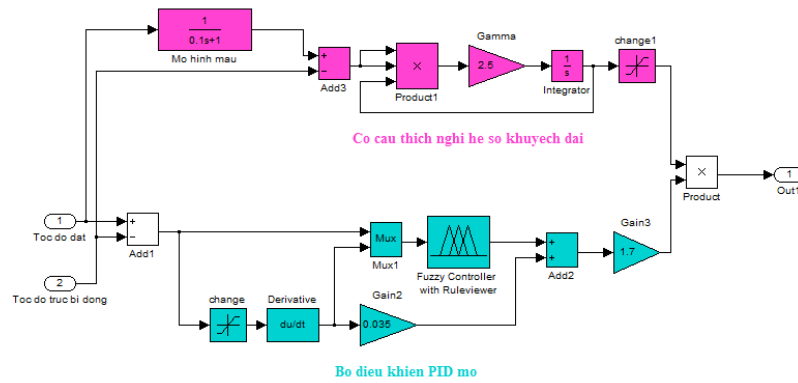 1
0.1s+1
Mo hinh mau
+
−
Add3
×
Product1
Gamma
2.5
1
s
Integrator
change1
Co cau thich nghi he so khuyech dai
×
Product
1
Out1
1
Toc do dat
2
Toc do truc bi dong
+
−
Add1
Mux
Mux1
Fuzzy Controller
with Ruleviewer
+
+
Add2
Gain3
1.7
change
Derivative
du/dt
Gain2
0.035
Bo dieu khien PID mo